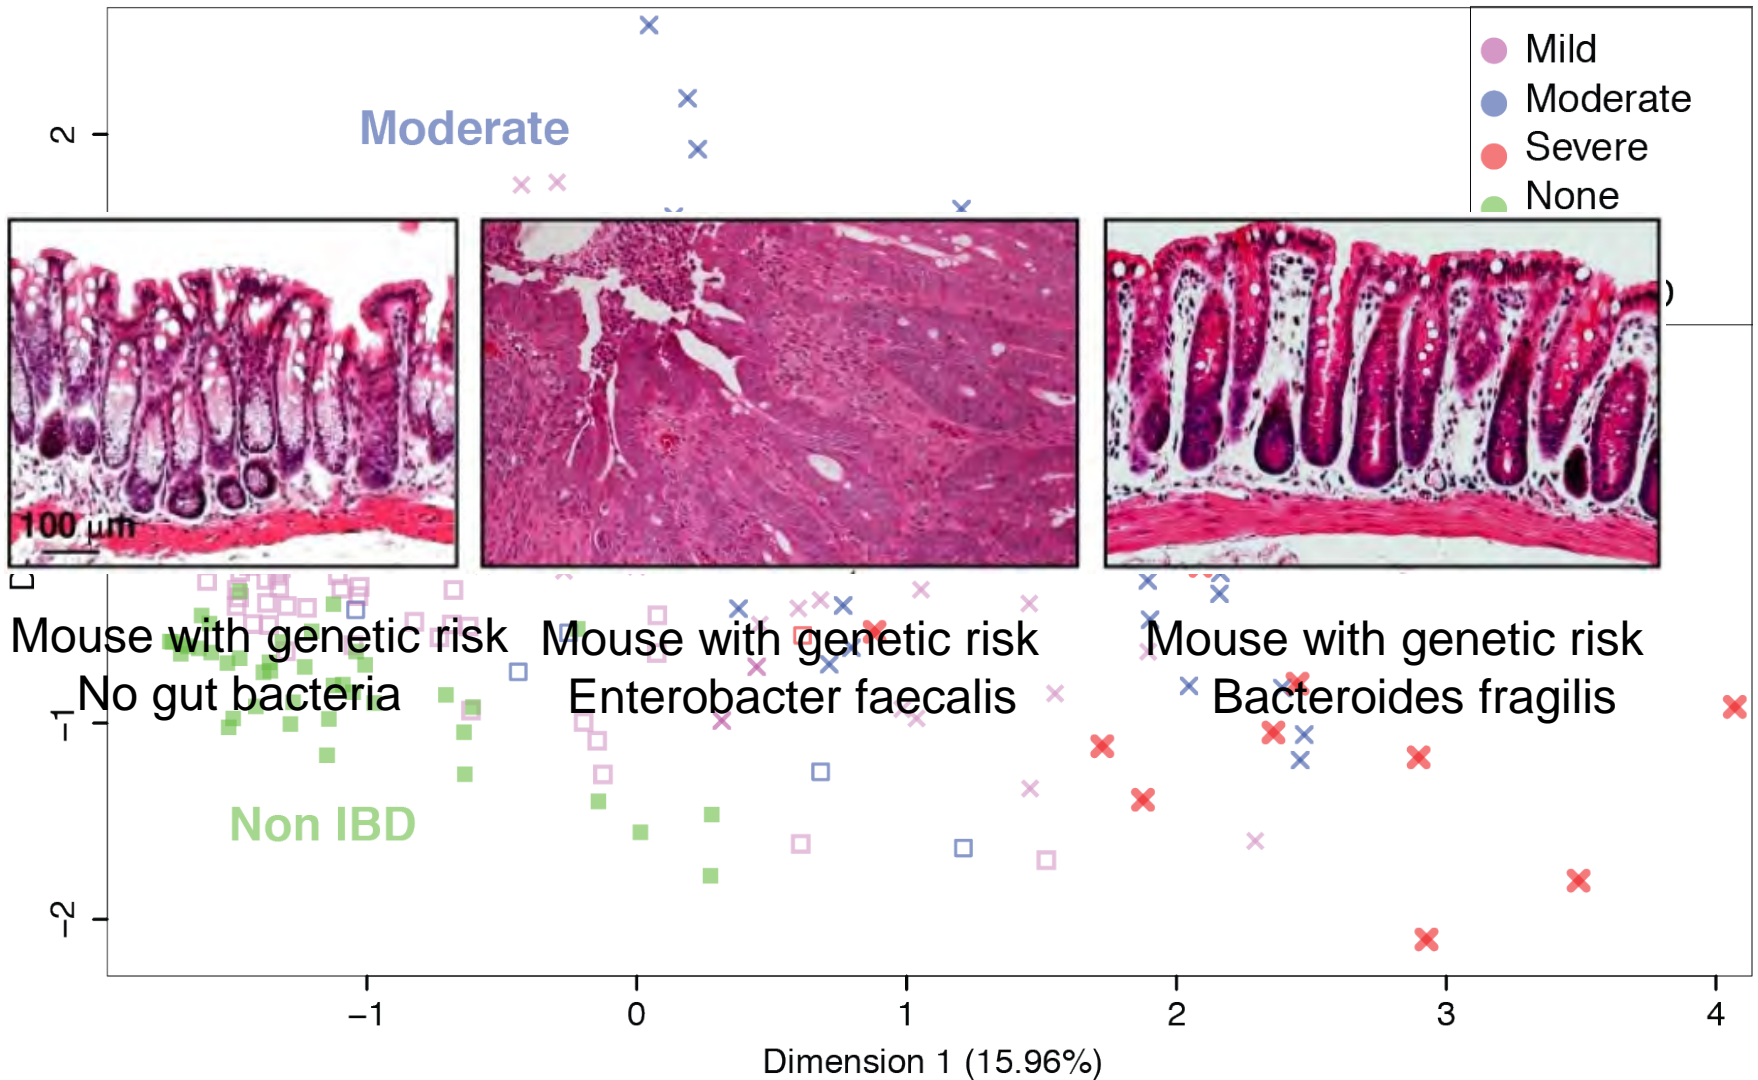 Mild
Moderate
Severe
None
Moderate
2
100 μm
Mouse with genetic risk
No gut bacteria
Mouse with genetic risk
Enterobacter faecalis
Mouse with genetic risk
Bacteroides fragilis
−1
Non IBD
−2
−1 0 1 2 3 4
Dimension 1 (15.96%)